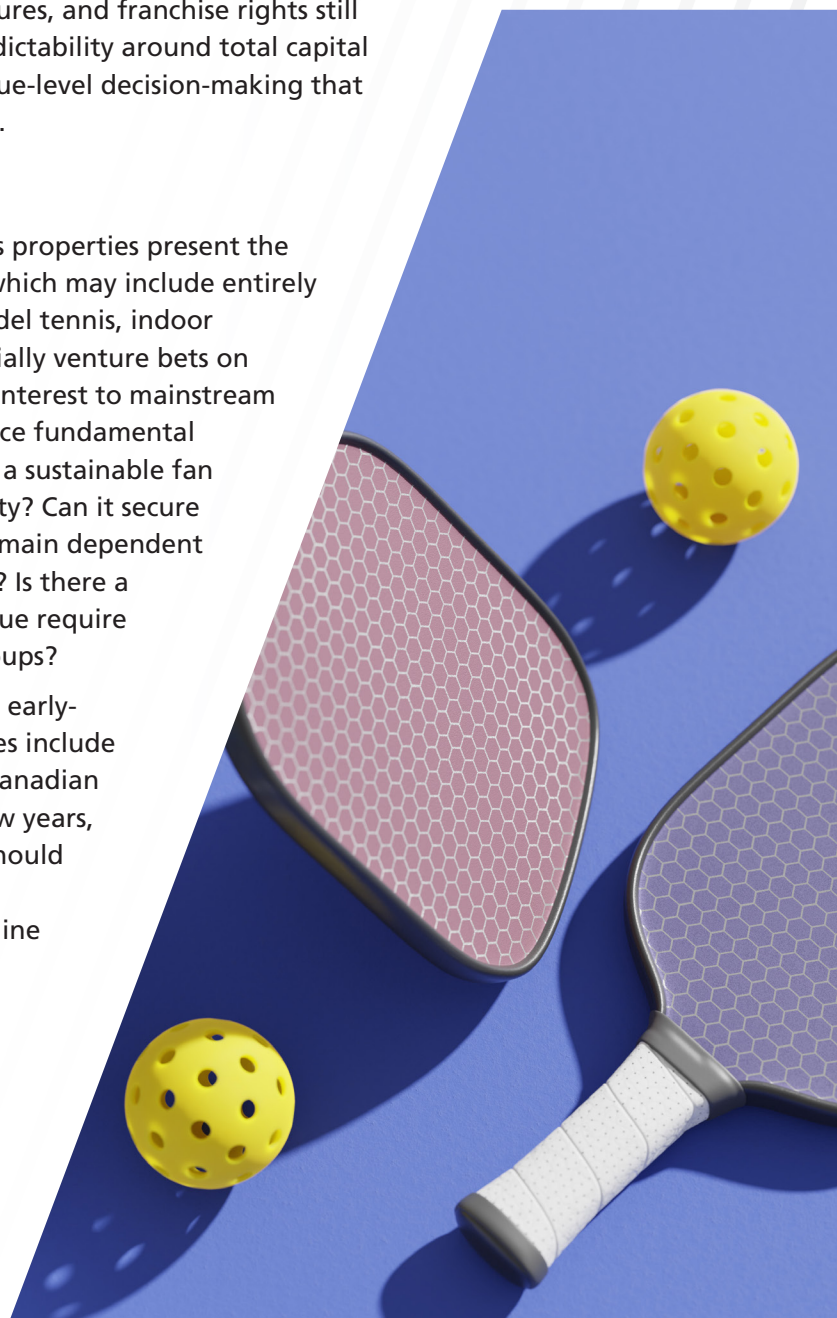 ures, and franchise rights still
dictability around total capital
ue-level decision-making that
.
s properties present the
which may include entirely
del tennis, indoor
ially venture bets on
interest to mainstream
ce fundamental
a sustainable fan
ty? Can it secure
main dependent
? Is there a
ue require
oups?
early-
es include
anadian
w years,
hould
ine